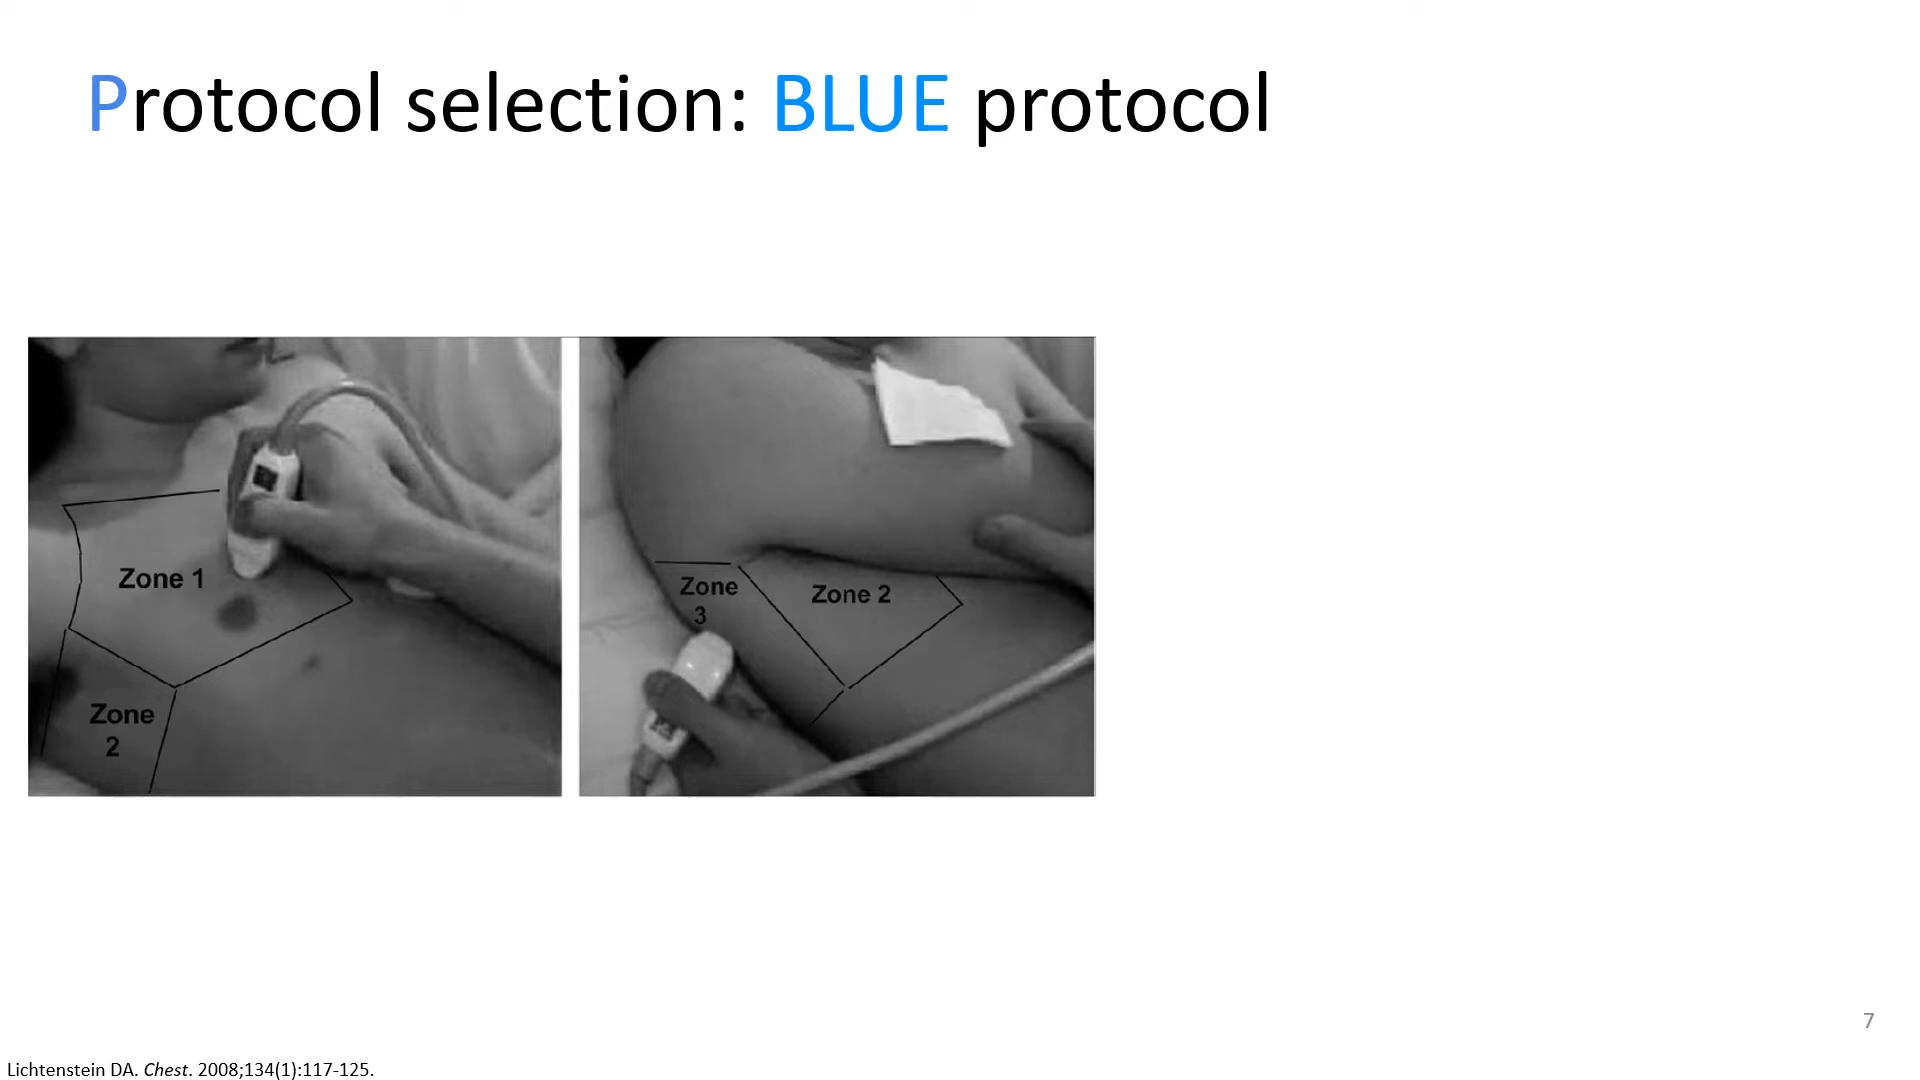 Protocol selection: BLUE protocol
Zone 1
Zone
2
Zone
3
Zone 2
7
Lichtenstein DA. Chest. 2008;134(1):117-125.